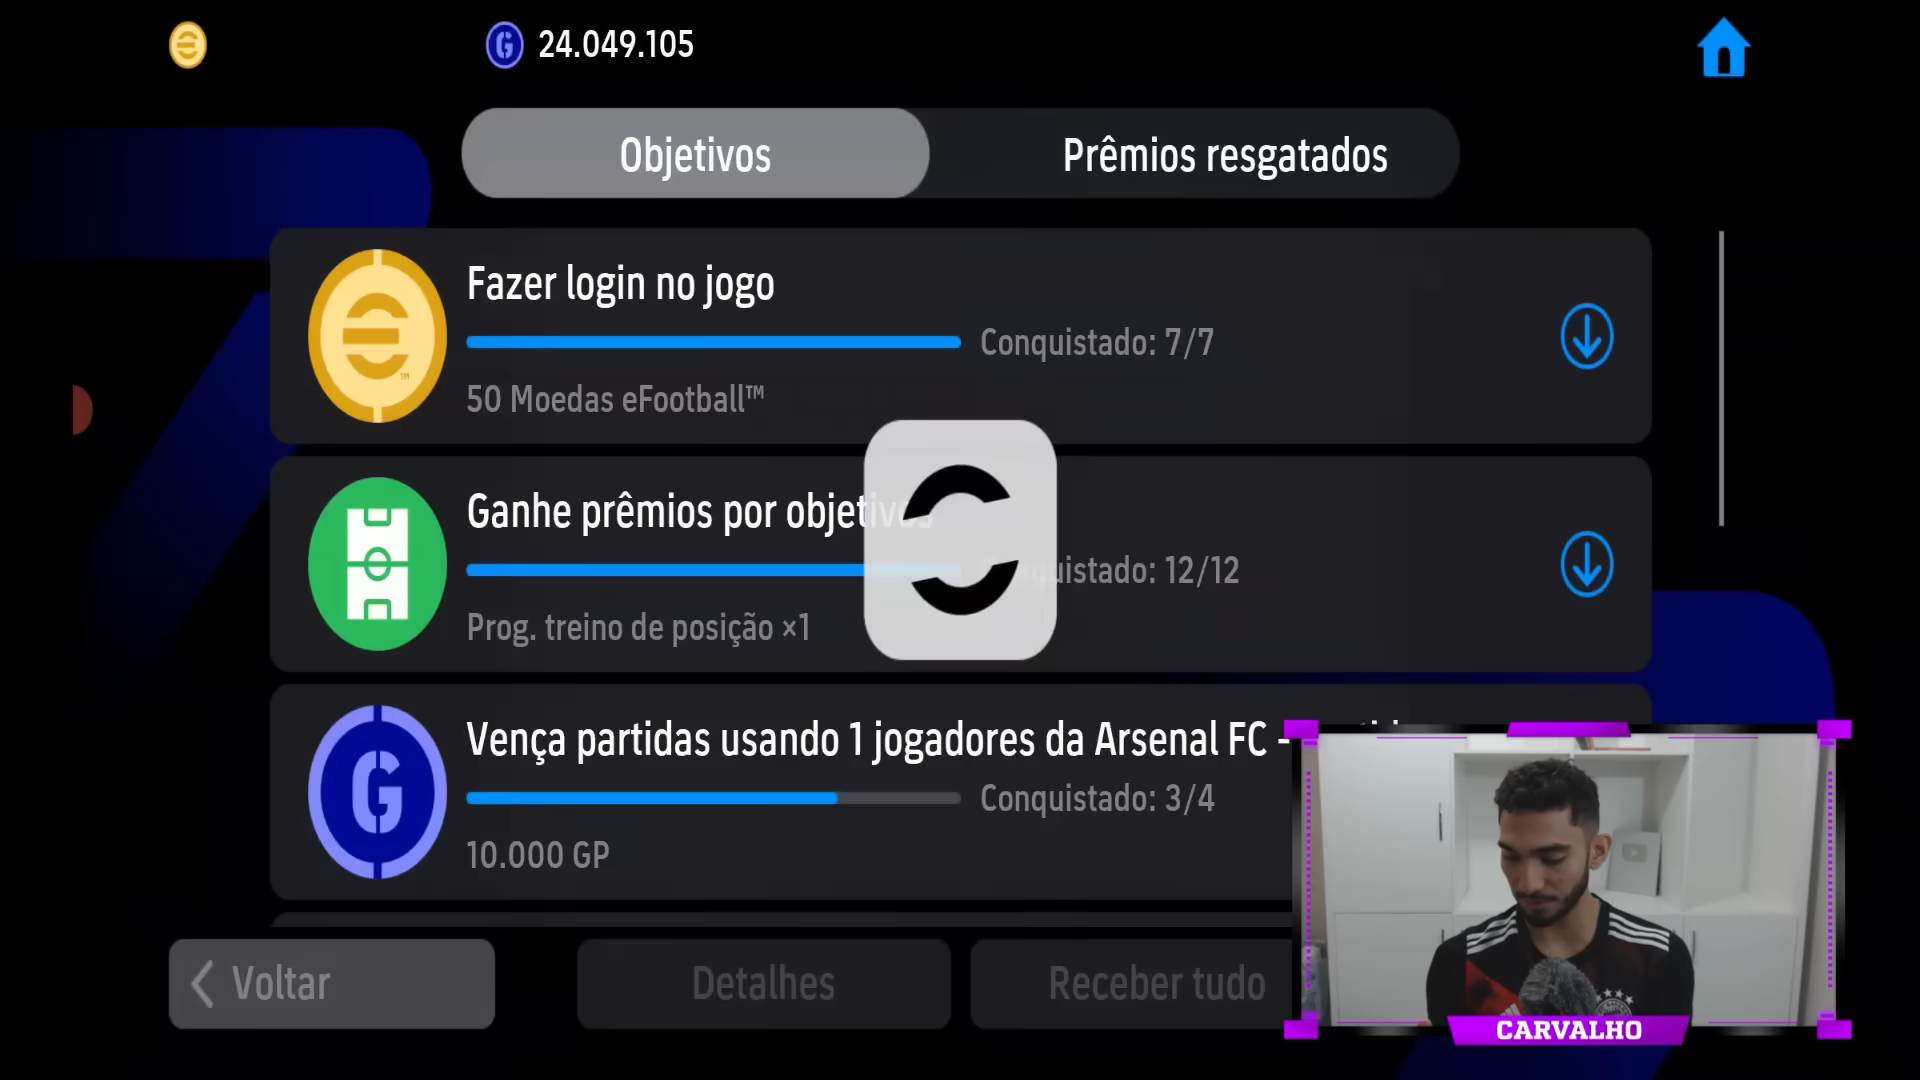 24.049.105
Objetivos
Prêmios resgatados
Fazer login no jogo
Conquistado: 7/7
50 Moedas eFootball™
Ganhe prêmios por objetivos
uistado: 12/12
Prog. treino de posição ×1
Vença partidas usando 1 jogadores da Arsenal FC -
Conquistado: 3/4
10.000 GP
Voltar
Detalhes
Receber tudo
CARVALHO